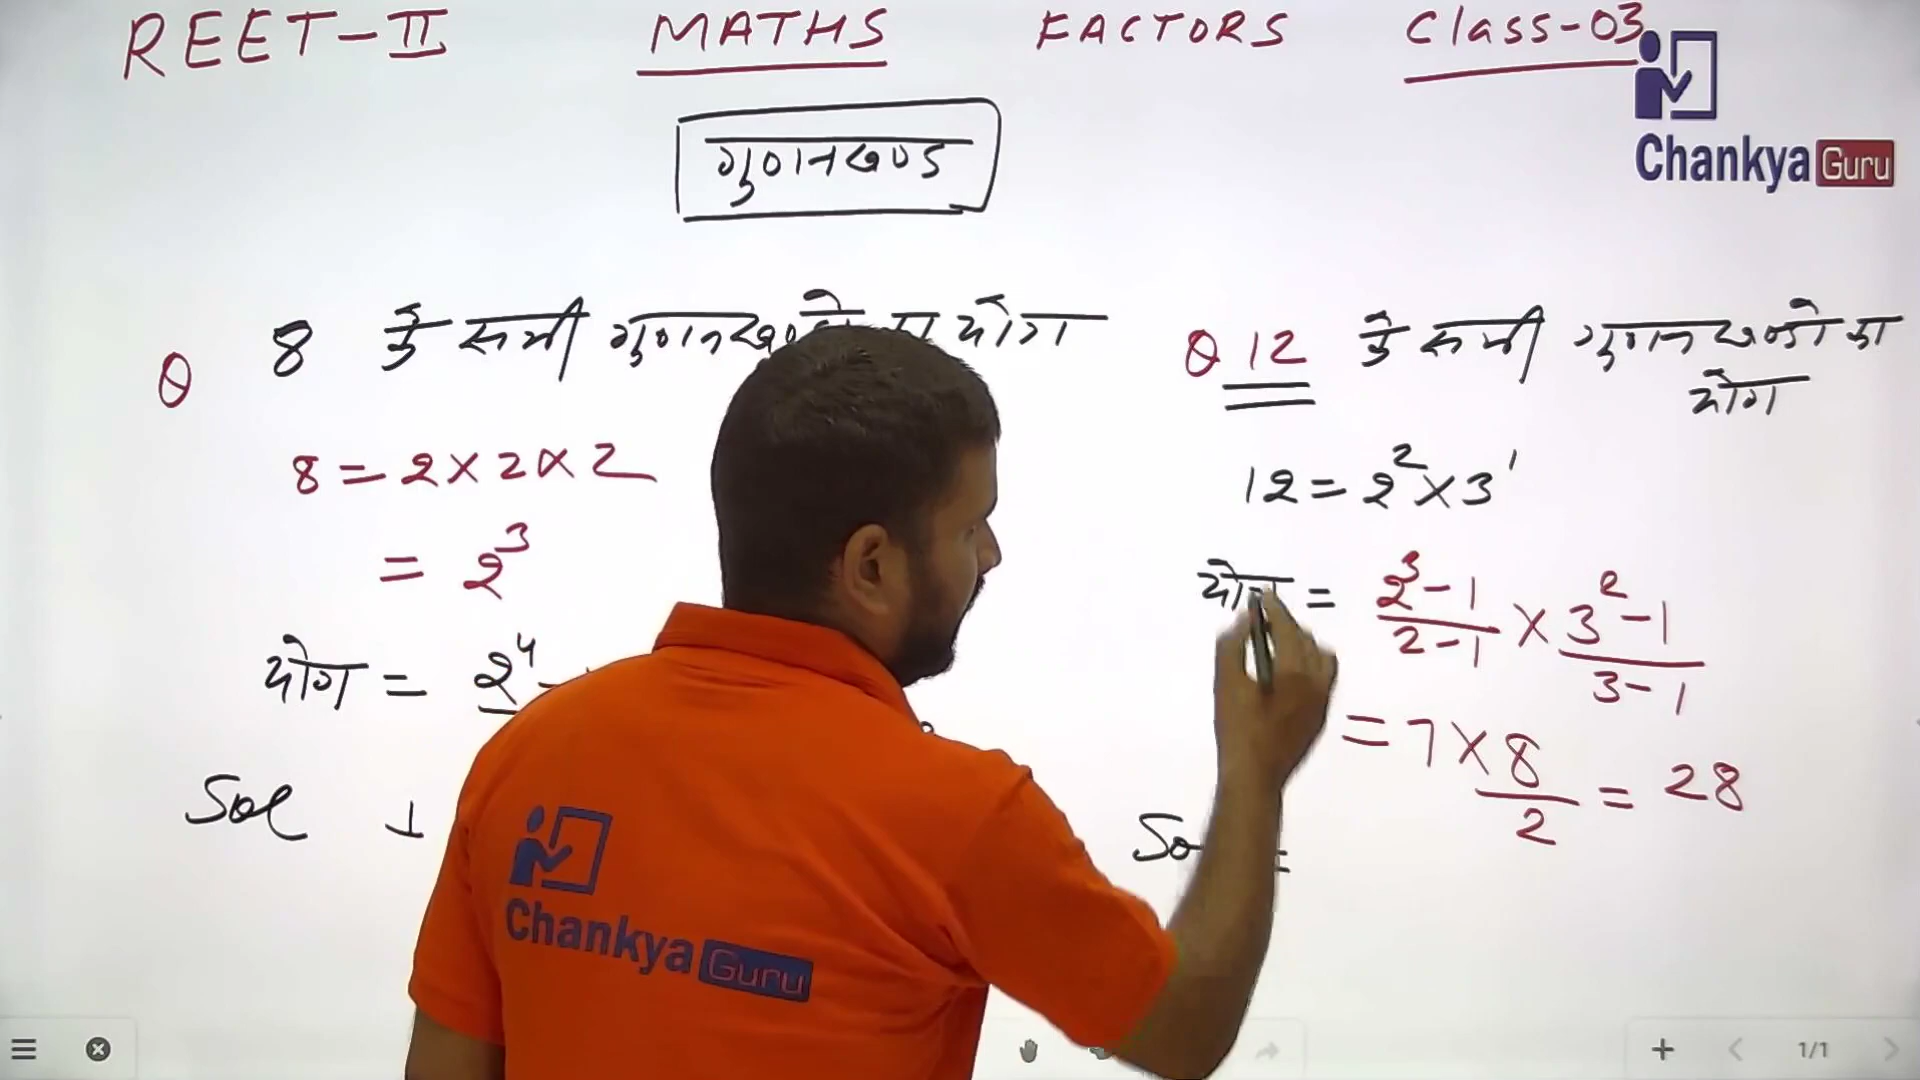 REET-II MATHS FACTORS Class-03
Chankya Guru
गुणनखण्ड
Q 8 के सभी योग
8 = 2 × 2 × 2
= 2³
योग = 2⁴
Sol 1
Q 12 के सभी गुणनखण्डो का
योग
12 = 2² × 3¹
योग = 2³-1 / 2-1 × 3²-1 / 3-1
= 7 × 8 / 2 = 28
=
Chankya Guru
1/1